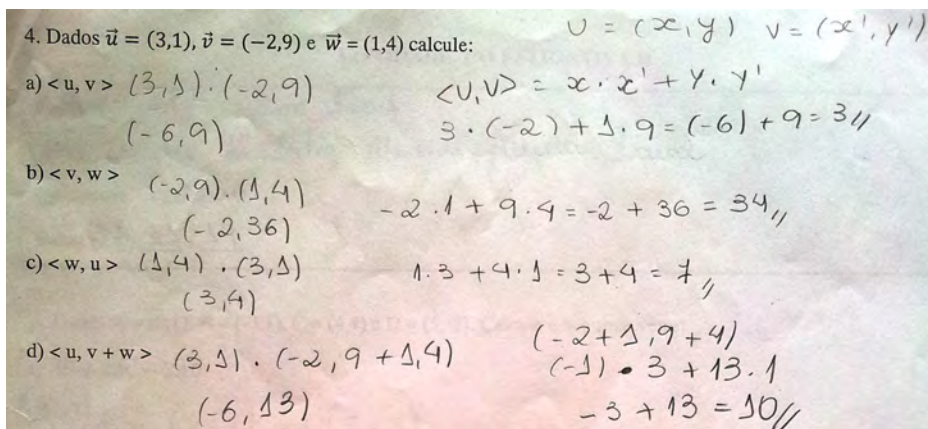 U = (x, y) V = (x', y')
4. Dados u⃗ = (3,1), v⃗ = (−2,9) e w⃗ = (1,4) calcule:
a) < u, v > (3,1).(-2,9)
<U,V> = x.x' + y.y'
(-6,9)
3.(-2)+1.9=(-6)+9=3//
b) < v, w >
(-2,9).(1,4)
-2.1+9.4=-2+36=34//
(-2,36)
c) < w, u > (1,4).(3,1)
1.3+4.1=3+4=7//
(3,4)
(-2+1,9+4)
d) < u, v + w > (3,1).(-2,9+1,4)
(-1)•3+13.1
(-6,13)
-3+13=10//